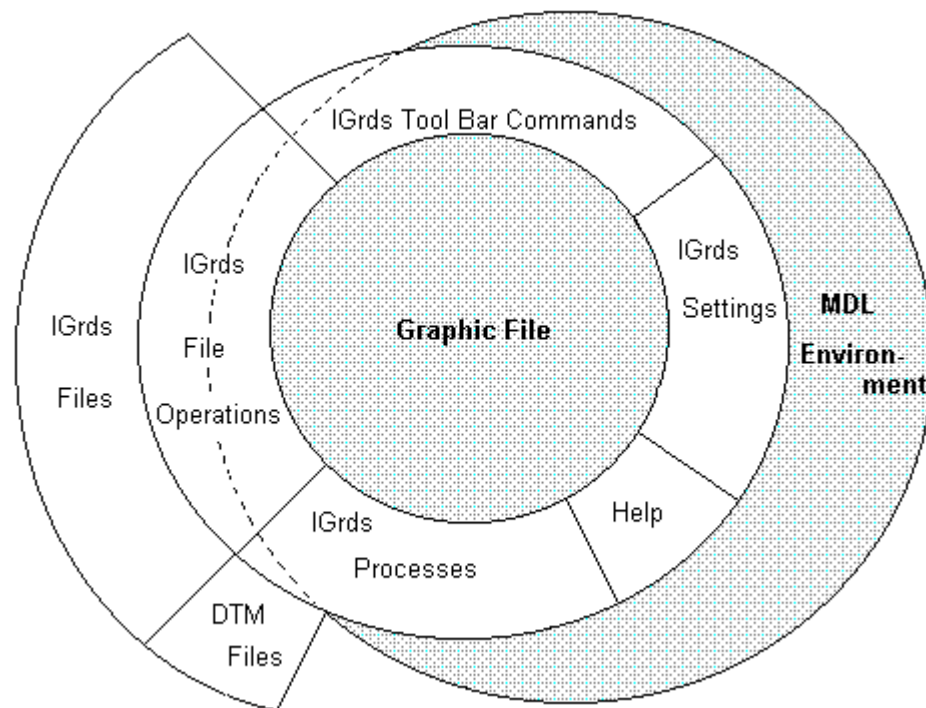 IGrds Tool Bar Commands
IGrds
Settings
MDL
Environ-
ment
Graphic File
IGrds
File
Operations
IGrds
Files
Help
IGrds
Processes
DTM
Files